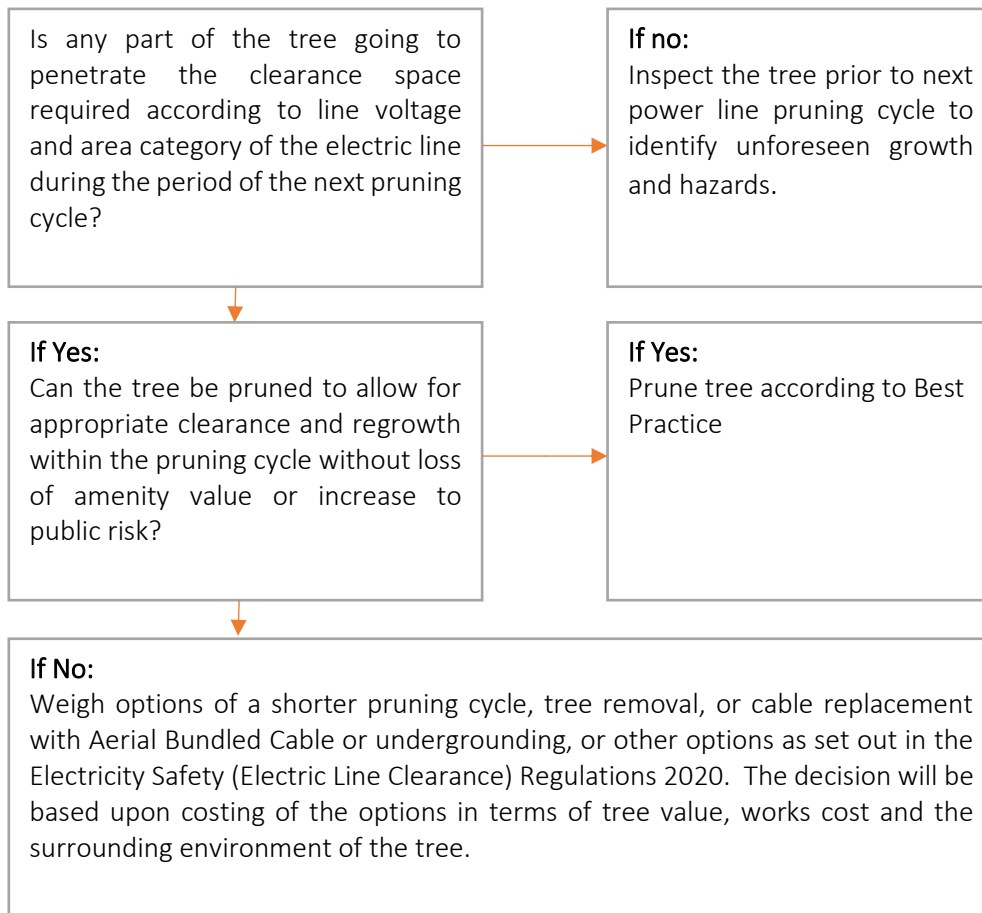 Is any part of the tree going to
penetrate the clearance space
required according to line voltage
and area category of the electric line
during the period of the next pruning
cycle?
If no:
Inspect the tree prior to next
power line pruning cycle to
identify unforeseen growth
and hazards.
If Yes:
Can the tree be pruned to allow for
appropriate clearance and regrowth
within the pruning cycle without loss
of amenity value or increase to
public risk?
If Yes:
Prune tree according to Best
Practice
If No:
Weigh options of a shorter pruning cycle, tree removal, or cable replacement
with Aerial Bundled Cable or undergrounding, or other options as set out in the
Electricity Safety (Electric Line Clearance) Regulations 2020. The decision will be
based upon costing of the options in terms of tree value, works cost and the
surrounding environment of the tree.